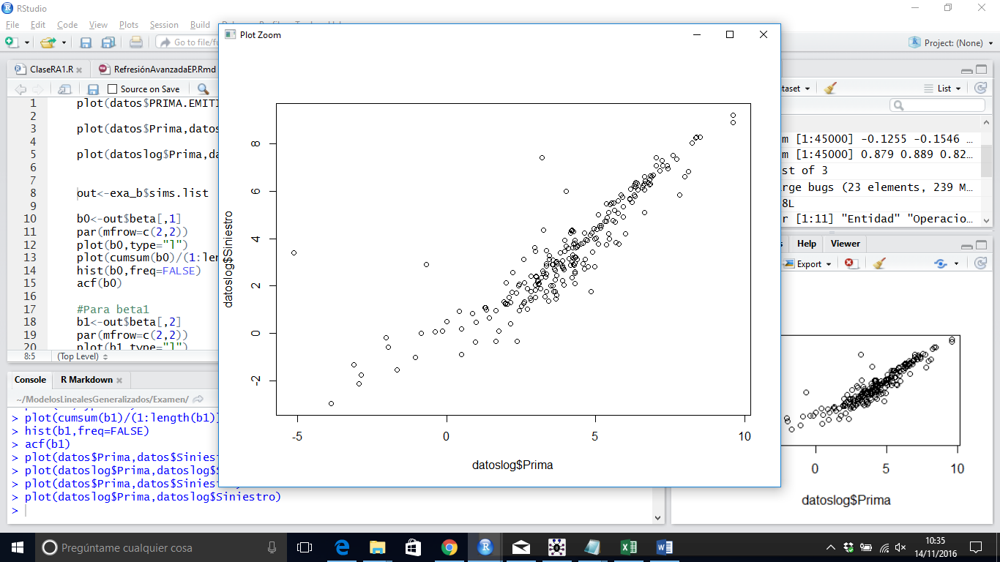 RStudio
File Edit Code View Plots Session Build
Go to file/fu
Project: (None)
ClaseRA1.R
RefresiónAvanzadaEP.Rmd
Source on Save
1 plot(datos$PRIMA.EMITI
2
3 plot(datos$Prima,datos
4
5 plot(datoslog$Prima,da
6
7
8 out<-exa_b$sims.list
9
10 b0<-out$beta[,1]
11 par(mfrow=c(2,2))
12 plot(b0,type="l")
13 plot(cumsum(b0)/(1:len
14 hist(b0,freq=FALSE)
15 acf(b0)
16
17 #Para beta1
18 b1<-out$beta[,2]
19 par(mfrow=c(2,2))
20 plot(b1,type="l")
8:5 (Top Level)
Console R Markdown
~/ModelosLinealesGeneralizados/Examen/
> plot(cumsum(b1)/(1:length(b1))
> hist(b1,freq=FALSE)
> acf(b1)
> plot(datos$Prima,datos$Sinies
> plot(datoslog$Prima,datoslog$
> plot(datos$Prima,datos$Siniestro)
> plot(datoslog$Prima,datoslog$Siniestro)
>
Plot Zoom
datoslog$Siniestro
8
6
4
2
0
-2
-5 0 5 10
datoslog$Prima
taset
List
m [1:45000] -0.1255 -0.1546 ...
m [1:45000] 0.879 0.889 0.82...
st of 3
rge bugs (23 elements, 239 M...
8L
r [1:11] "Entidad" "Operacio...
s Help Viewer
Export
0 5 10
datoslog$Prima
Pregúntame cualquier cosa
10:35
14/11/2016